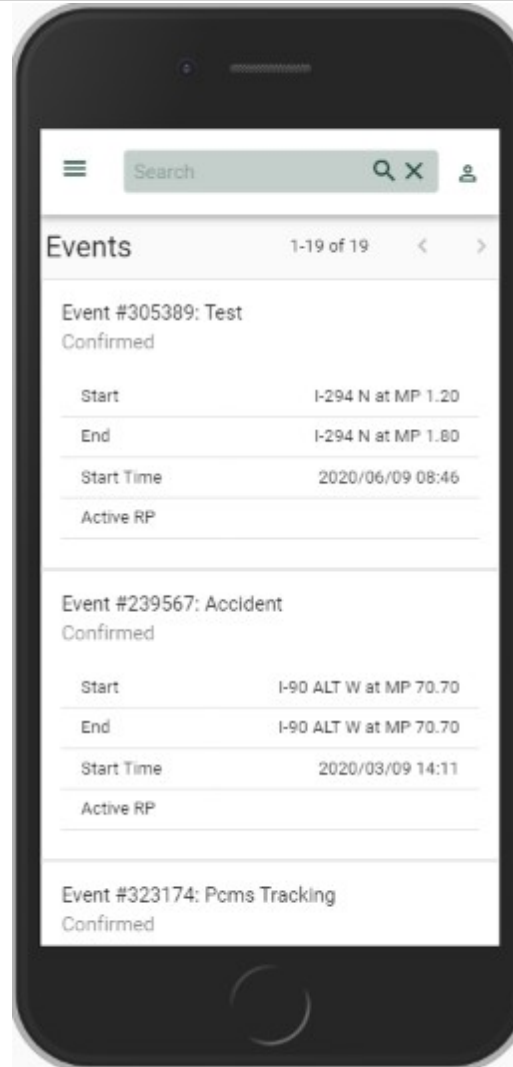 Search
Events 1-19 of 19
Event #305389: Test
Confirmed
Start I-294 N at MP 1.20
End I-294 N at MP 1.80
Start Time 2020/06/09 08:46
Active RP
Event #239567: Accident
Confirmed
Start I-90 ALT W at MP 70.70
End I-90 ALT W at MP 70.70
Start Time 2020/03/09 14:11
Active RP
Event #323174: Pcms Tracking
Confirmed